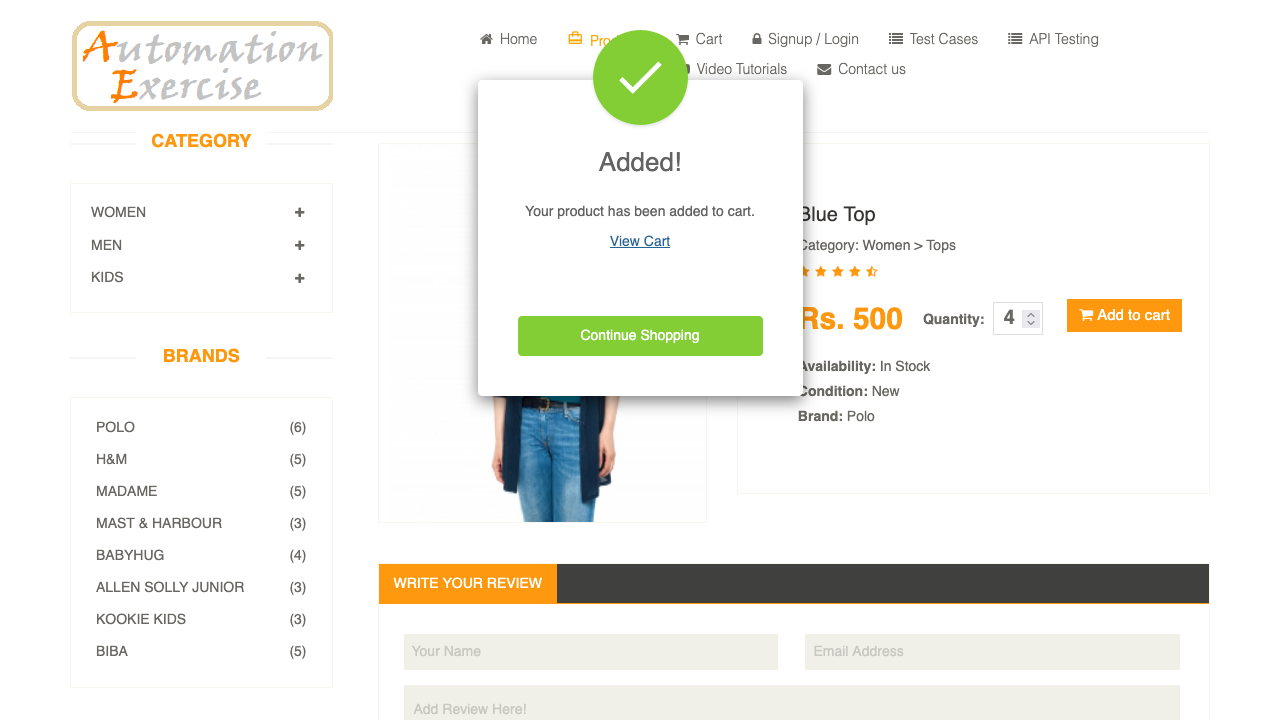 Automation
Exercise
Home
Cart
Signup / Login
Test Cases
API Testing
Video Tutorials
Contact us
CATEGORY
WOMEN
MEN
KIDS
BRANDS
POLO (6)
H&M (5)
MADAME (5)
MAST & HARBOUR (3)
BABYHUG (4)
ALLEN SOLLY JUNIOR (3)
KOOKIE KIDS (3)
BIBA (5)
Added!
Your product has been added to cart.
View Cart
Continue Shopping
Blue Top
Category: Women > Tops
Rs. 500 Quantity: 4 Add to cart
Availability: In Stock
Condition: New
Brand: Polo
WRITE YOUR REVIEW
Your Name
Email Address
Add Review Here!